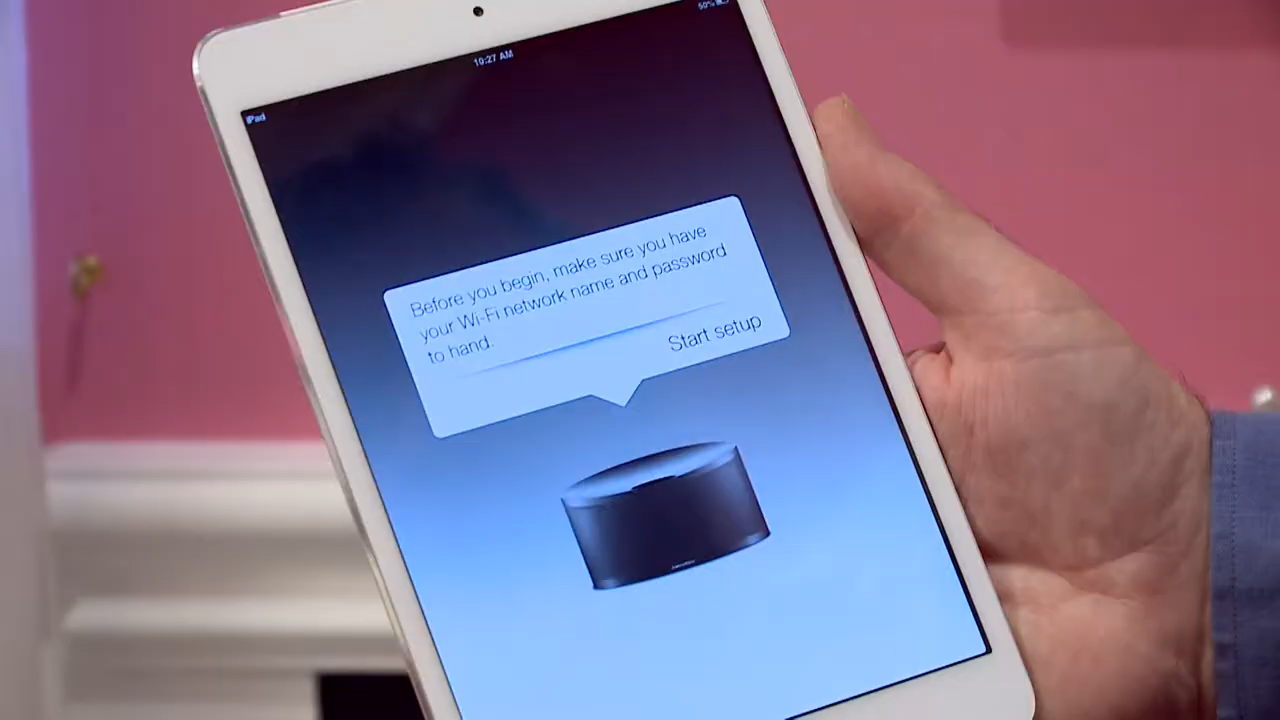 50%
10:27 AM
iPad
Before you begin, make sure you have
your Wi-Fi network name and password
to hand.
Start setup